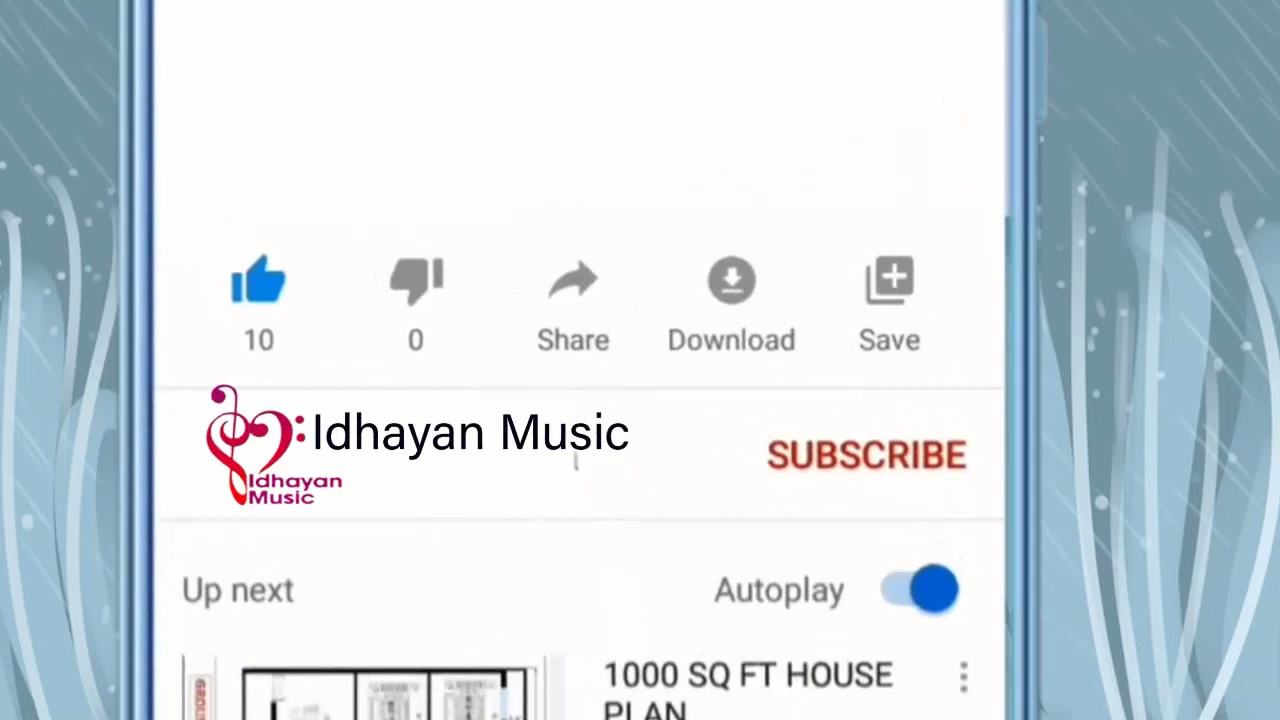 10
0
Share
Download
Save
Idhayan Music
SUBSCRIBE
Idhayan
Music
Up next
Autoplay
1000 SQ FT HOUSE
PLAN